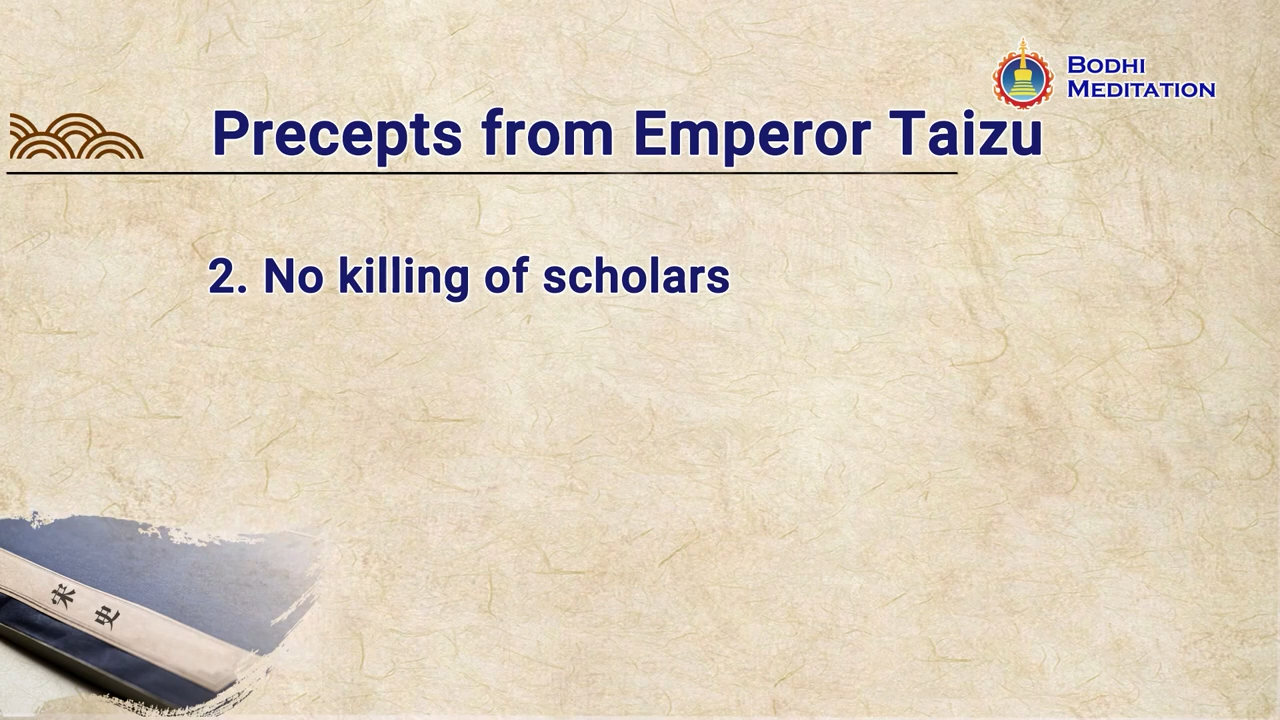 BODHI
MEDITATION
Precepts from Emperor Taizu
2. No killing of scholars
宋史